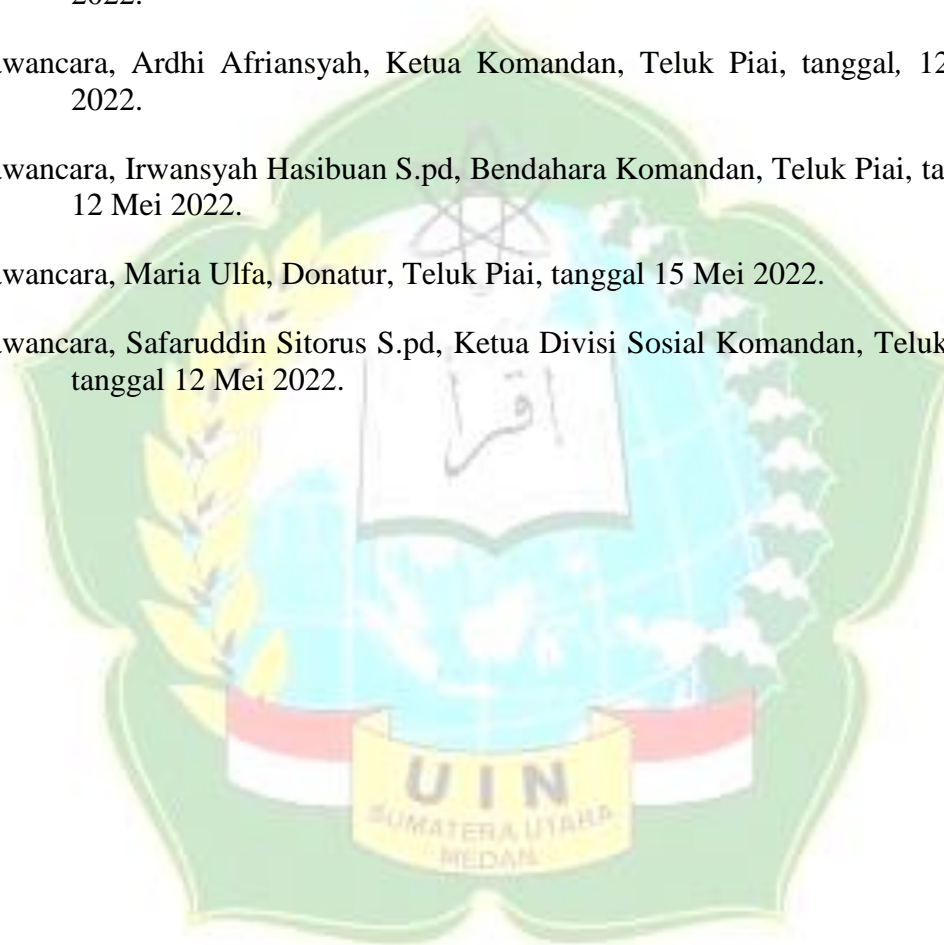 2022.
wancara, Ardhi Afriansyah, Ketua Komandan, Teluk Piai, tanggal, 12
2022.
wancara, Irwansyah Hasibuan S.pd, Bendahara Komandan, Teluk Piai, ta
12 Mei 2022.
wancara, Maria Ulfa, Donatur, Teluk Piai, tanggal 15 Mei 2022.
wancara, Safaruddin Sitorus S.pd, Ketua Divisi Sosial Komandan, Teluk
tanggal 12 Mei 2022.
اقرا
UIN
SUMATERA UTARA
MEDAN